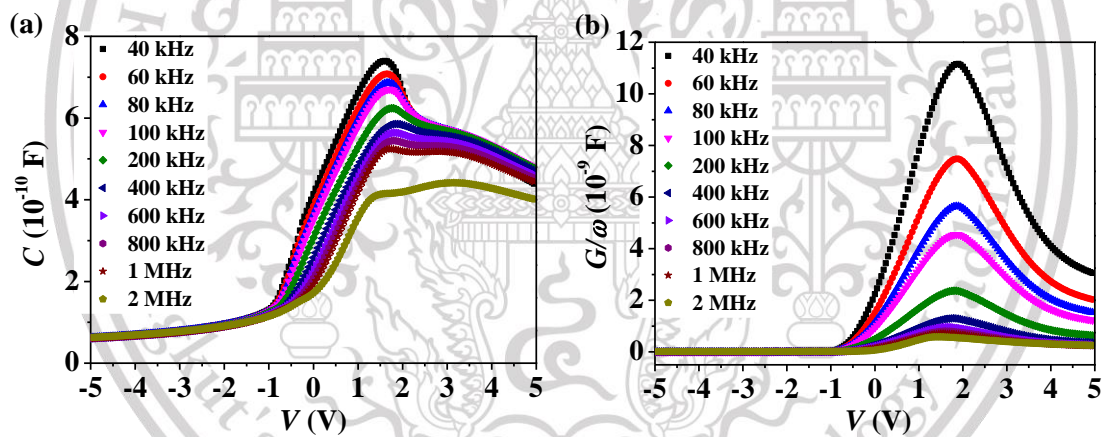 (a)
8
6
4
2
0
C (10⁻¹⁰ F)
40 kHz
60 kHz
80 kHz
100 kHz
200 kHz
400 kHz
600 kHz
800 kHz
1 MHz
2 MHz
-5 -4 -3 -2 -1 0 1 2 3 4 5
V (V)
(b)
12
10
8
6
4
2
0
G/ω (10⁻⁹ F)
40 kHz
60 kHz
80 kHz
100 kHz
200 kHz
400 kHz
600 kHz
800 kHz
1 MHz
2 MHz
-5 -4 -3 -2 -1 0 1 2 3 4 5
V (V)